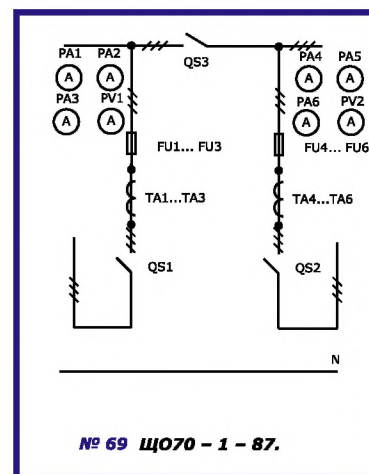 PA1 PA2 QS3 PA4 PA5
A A A A
PA3 PV1 PA6 PV2
A A A A
FU1... FU3 FU4... FU6
TA1...TA3 TA4...TA6
QS1 QS2
N
№ 69 ЩО70 – 1 – 87.